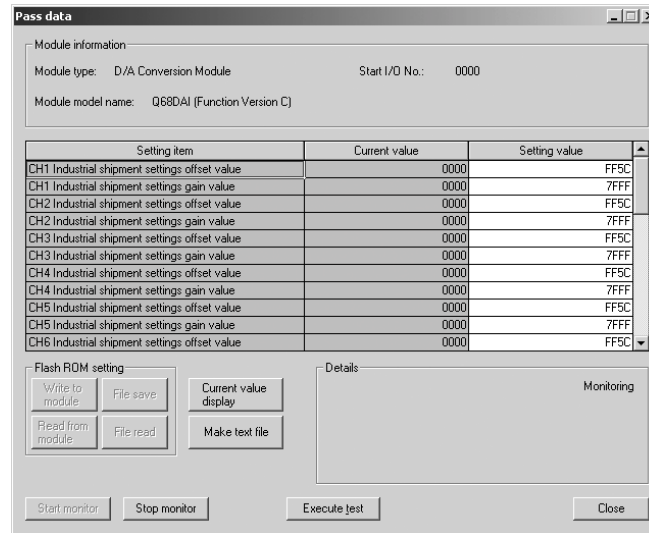 Pass data
Module information
Module type: D/A Conversion Module Start I/O No.: 0000
Module model name: Q68DAI (Function Version C)
Setting item Current value Setting value
CH1 Industrial shipment settings offset value 0000 FF5C
CH1 Industrial shipment settings gain value 0000 7FFF
CH2 Industrial shipment settings offset value 0000 FF5C
CH2 Industrial shipment settings gain value 0000 7FFF
CH3 Industrial shipment settings offset value 0000 FF5C
CH3 Industrial shipment settings gain value 0000 7FFF
CH4 Industrial shipment settings offset value 0000 FF5C
CH4 Industrial shipment settings gain value 0000 7FFF
CH5 Industrial shipment settings offset value 0000 FF5C
CH5 Industrial shipment settings gain value 0000 7FFF
CH6 Industrial shipment settings offset value 0000 FF5C
Flash ROM setting
Write to
module
File save
Current value
display
Read from
module
File read
Make text file
Details
Monitoring
Start monitor Stop monitor Execute test Close